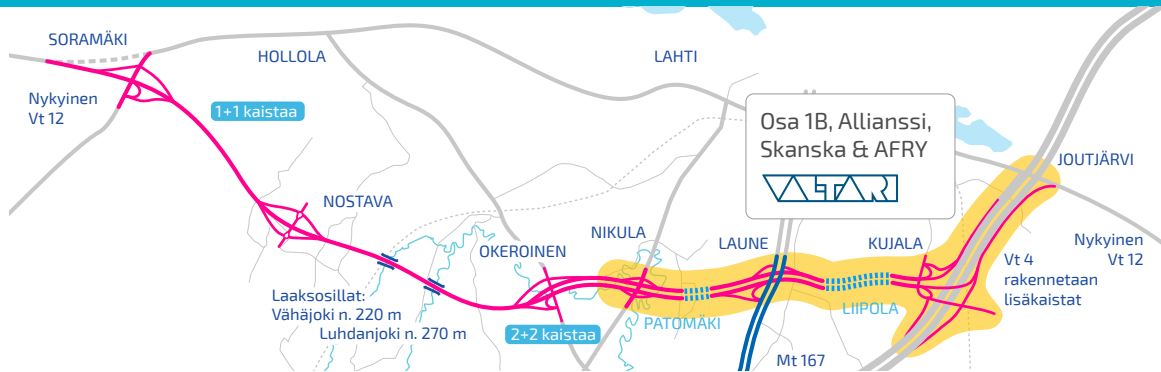 SORAMÄKI
HOLLOLA
LAHTI
Nykyinen
Vt 12
1+1 kaistaa
Osa 1B, Allianssi,
Skanska & AFRY
VALTARI
JOUTJÄRVI
NOSTAVA
OKEROINEN
NIKULA
LAUNE
KUJALA
Nykyinen
Vt 12
Vt 4
rakennetaan
lisäkaistat
Laaksosillat:
Vähäjoki n. 220 m
Luhdanjoki n. 270 m
2+2 kaistaa
PATOMÄKI
LIIPOLA
Mt 167